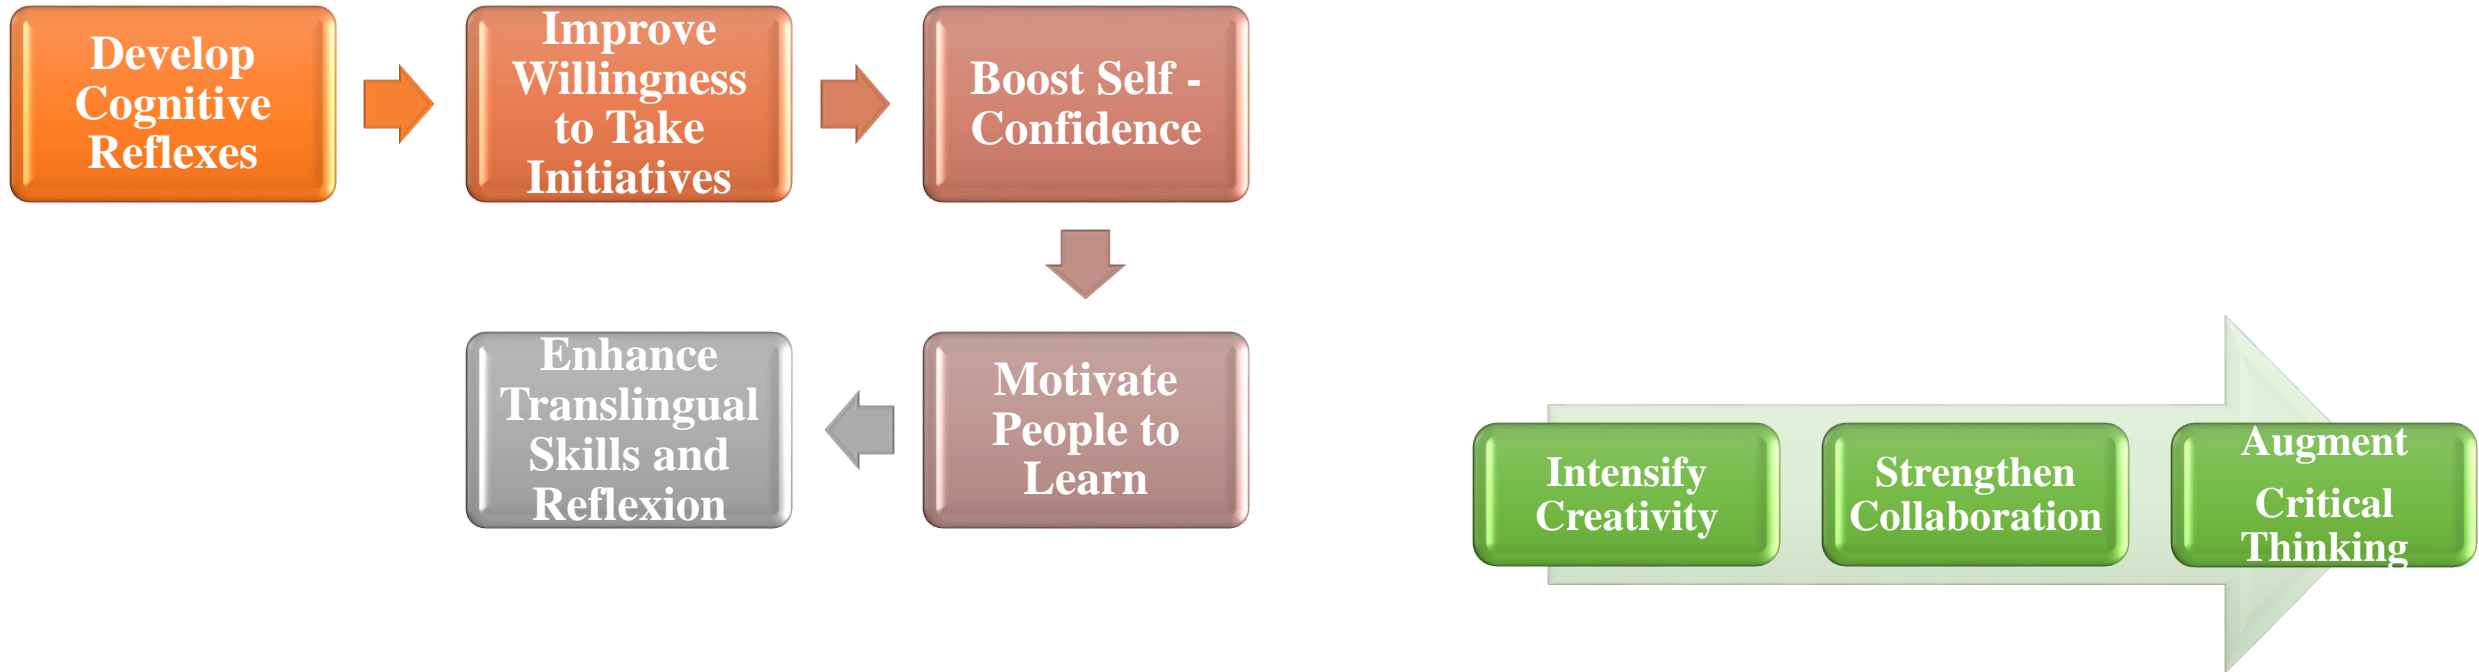 Develop
Cognitive
Reflexes
Improve
Willingness
to Take
Initiatives
Boost Self -
Confidence
Motivate
People to
Learn
Enhance
Translingual
Skills and
Reflexion
Intensify
Creativity
Strengthen
Collaboration
Augment
Critical
Thinking